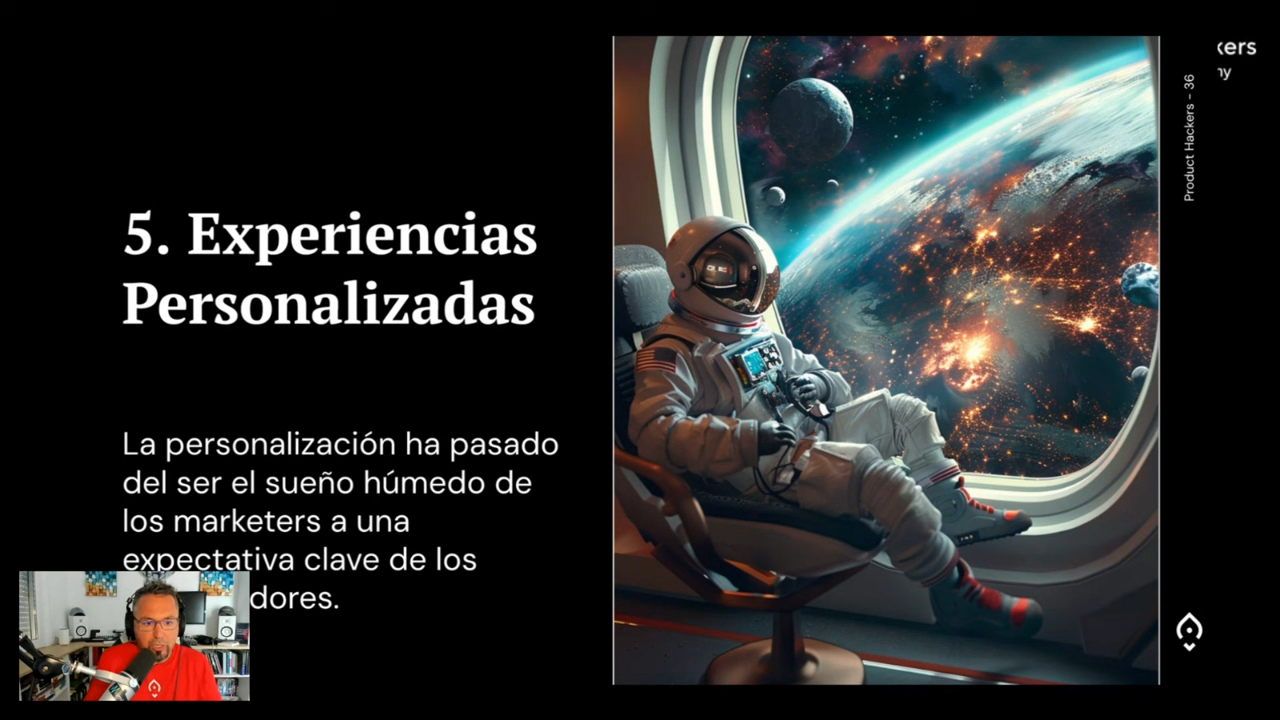 5. Experiencias
Personalizadas
La personalización ha pasado
del ser el sueño húmedo de
los marketers a una
expectativa clave de los
dores.
Product Hackers – 36
kers
ny